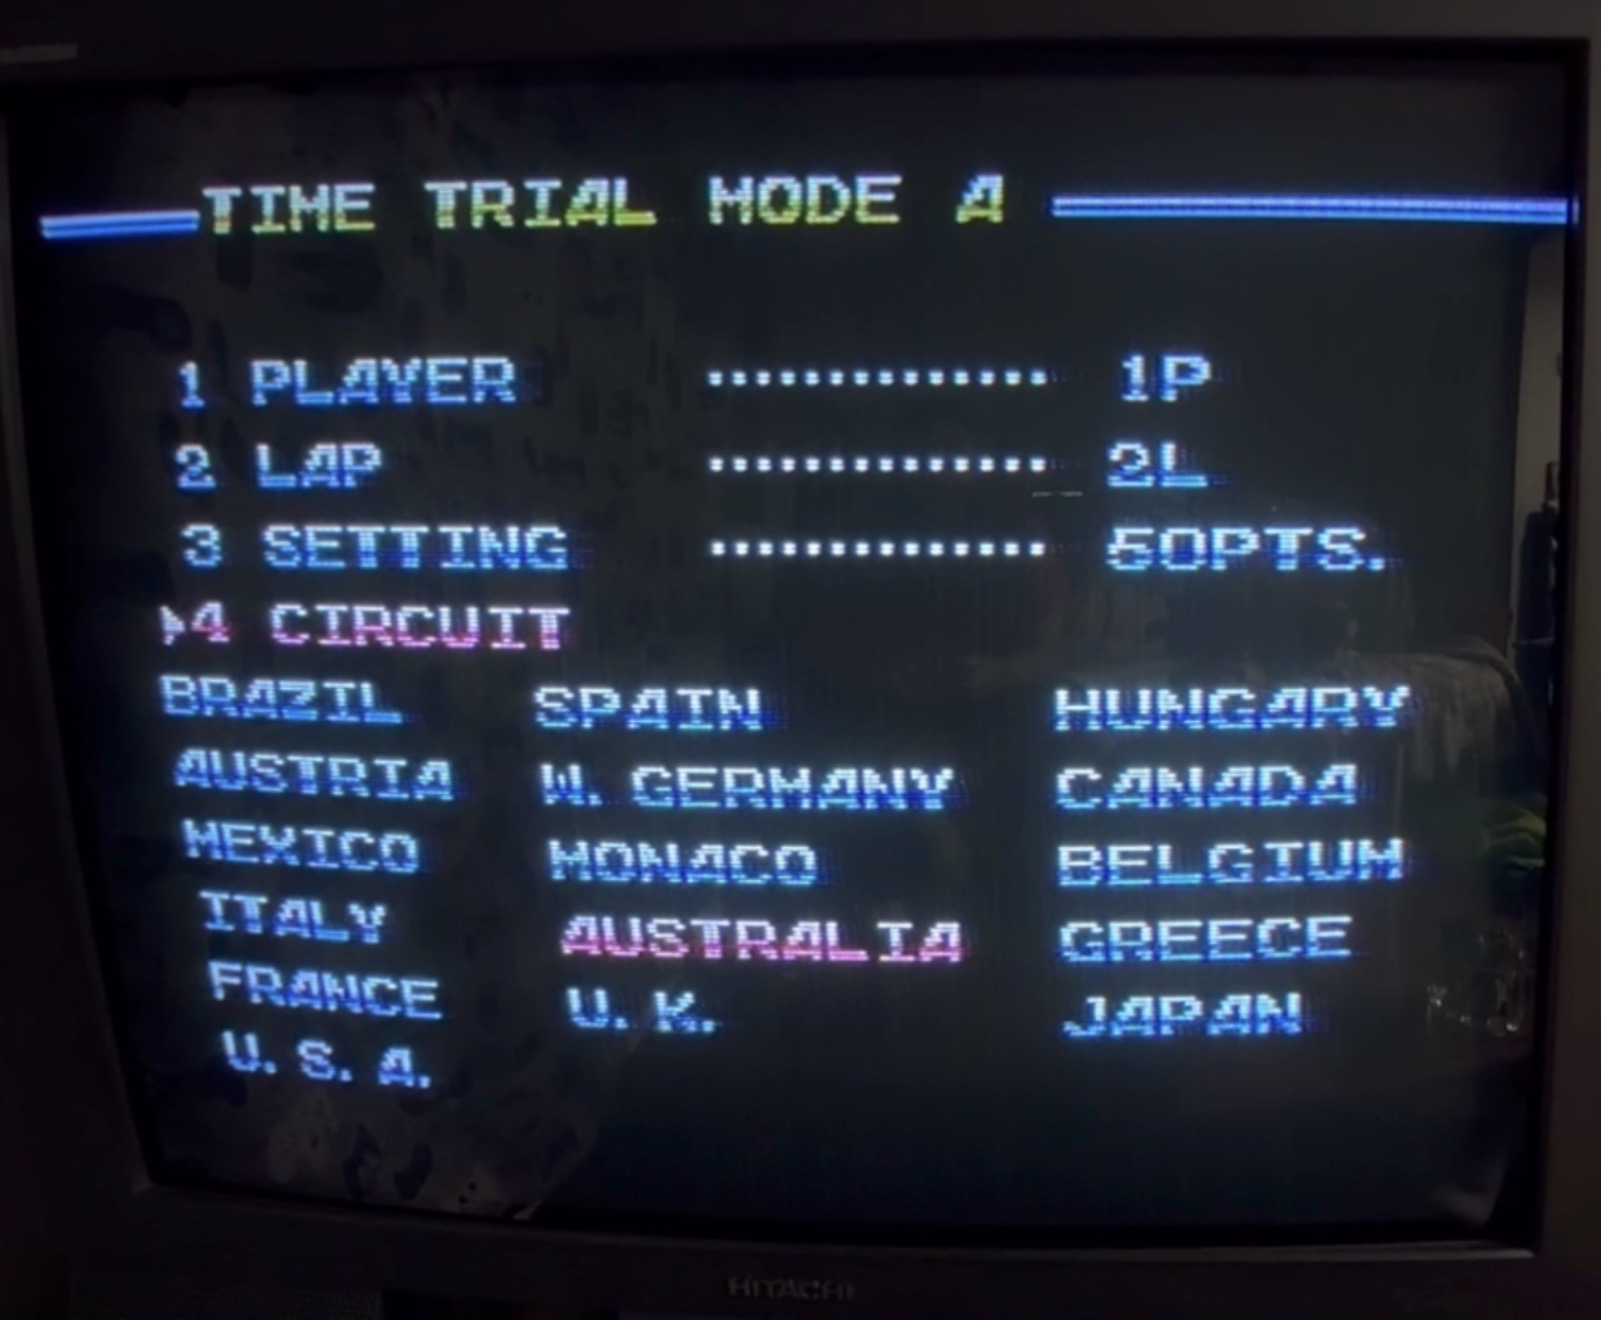 TIME TRIAL MODE A
1 PLAYER ·············· 1P
2 LAP ·············· 2L
3 SETTING ·············· 50PTS.
▶4 CIRCUIT
BRAZIL SPAIN HUNGARY
AUSTRIA W. GERMANY CANADA
MEXICO MONACO BELGIUM
ITALY AUSTRALIA GREECE
FRANCE U. K. JAPAN
U. S. A.
HITACHI